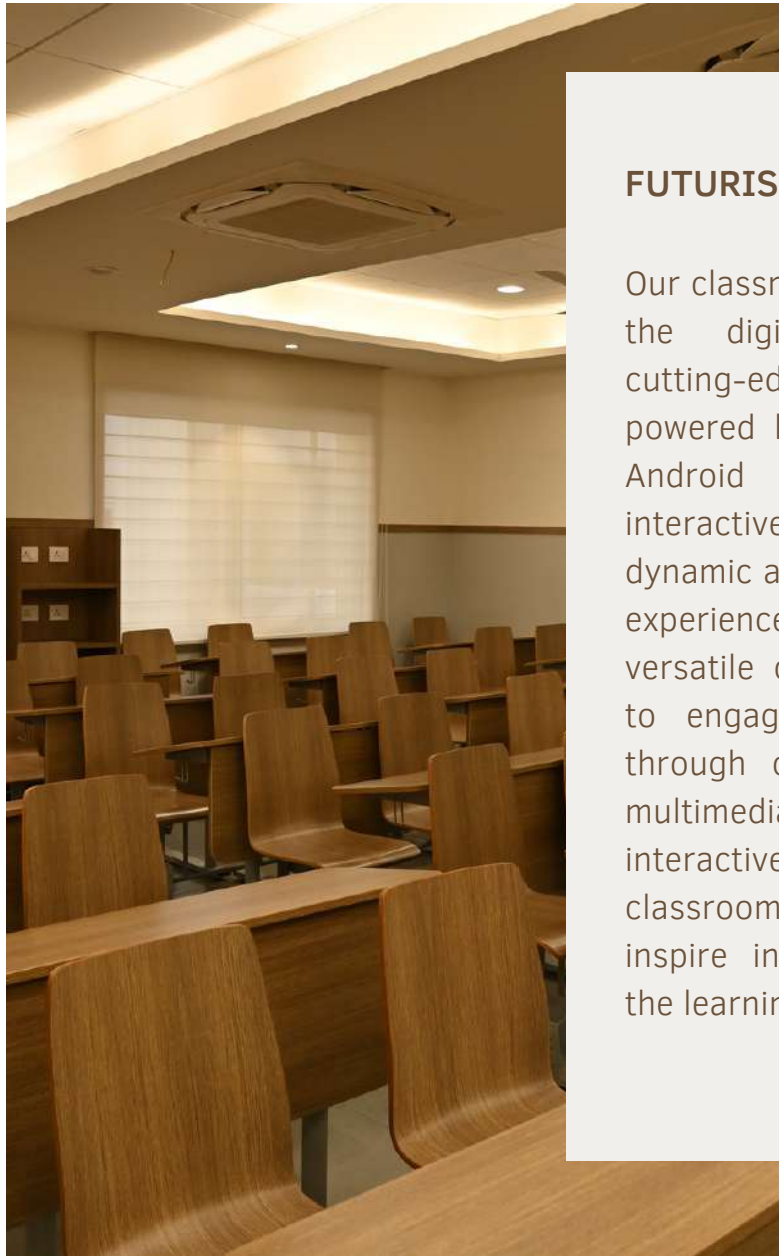 FUTURIS
Our classr
the digi
cutting-ed
powered
Android
interactive
dynamic a
experience
versatile
to engag
through
multimedia
interactive
classroom
inspire in
the learnin